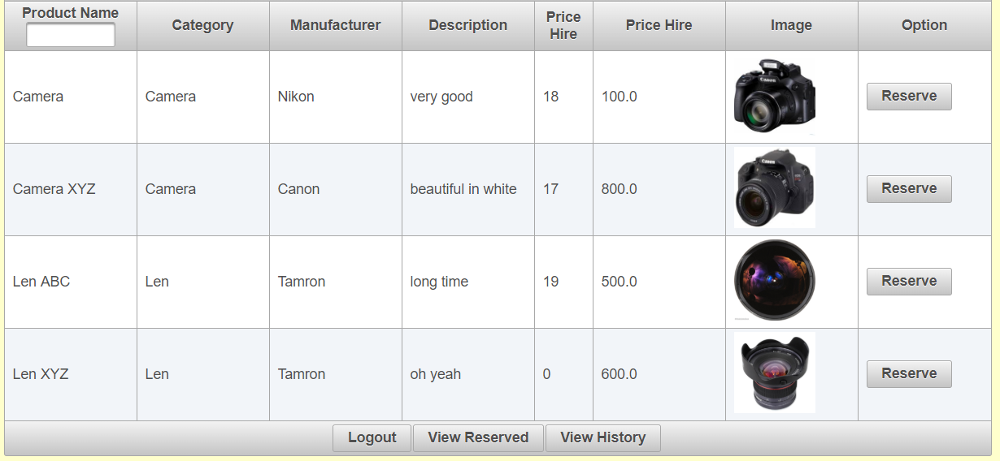 Product Name
Category
Manufacturer
Description
Price
Hire
Price Hire
Image
Option
Camera
Camera
Nikon
very good
18
100.0
Canon
Reserve
Camera XYZ
Camera
Canon
beautiful in white
17
800.0
Canon
Reserve
Len ABC
Len
Tamron
long time
19
500.0
Reserve
Len XYZ
Len
Tamron
oh yeah
0
600.0
Reserve
Logout
View Reserved
View History